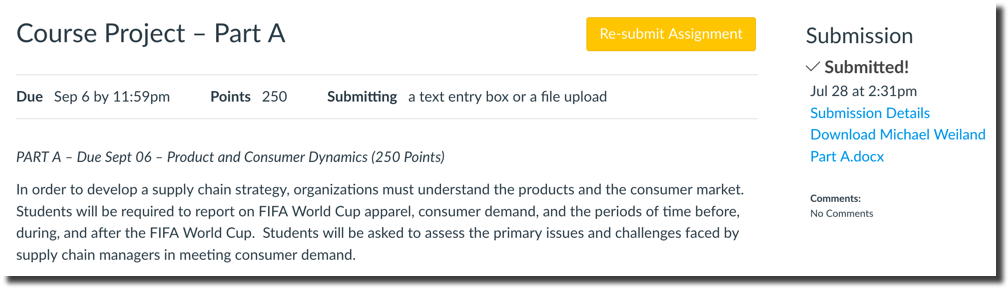 Course Project – Part A
Re-submit Assignment
Due Sep 6 by 11:59pm Points 250 Submitting a text entry box or a file upload
PART A – Due Sept 06 – Product and Consumer Dynamics (250 Points)
In order to develop a supply chain strategy, organizations must understand the products and the consumer market.
Students will be required to report on FIFA World Cup apparel, consumer demand, and the periods of time before,
during, and after the FIFA World Cup.  Students will be asked to assess the primary issues and challenges faced by
supply chain managers in meeting consumer demand.
Submission
✓ Submitted!
Jul 28 at 2:31pm
Submission Details
Download Michael Weiland
Part A.docx
Comments:
No Comments